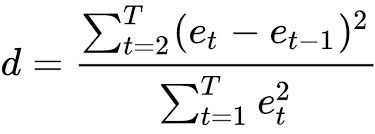 d = \frac{\sum_{t=2}^{T} (e_t - e_{t-1})^2}{\sum_{t=1}^{T} e_t^2}